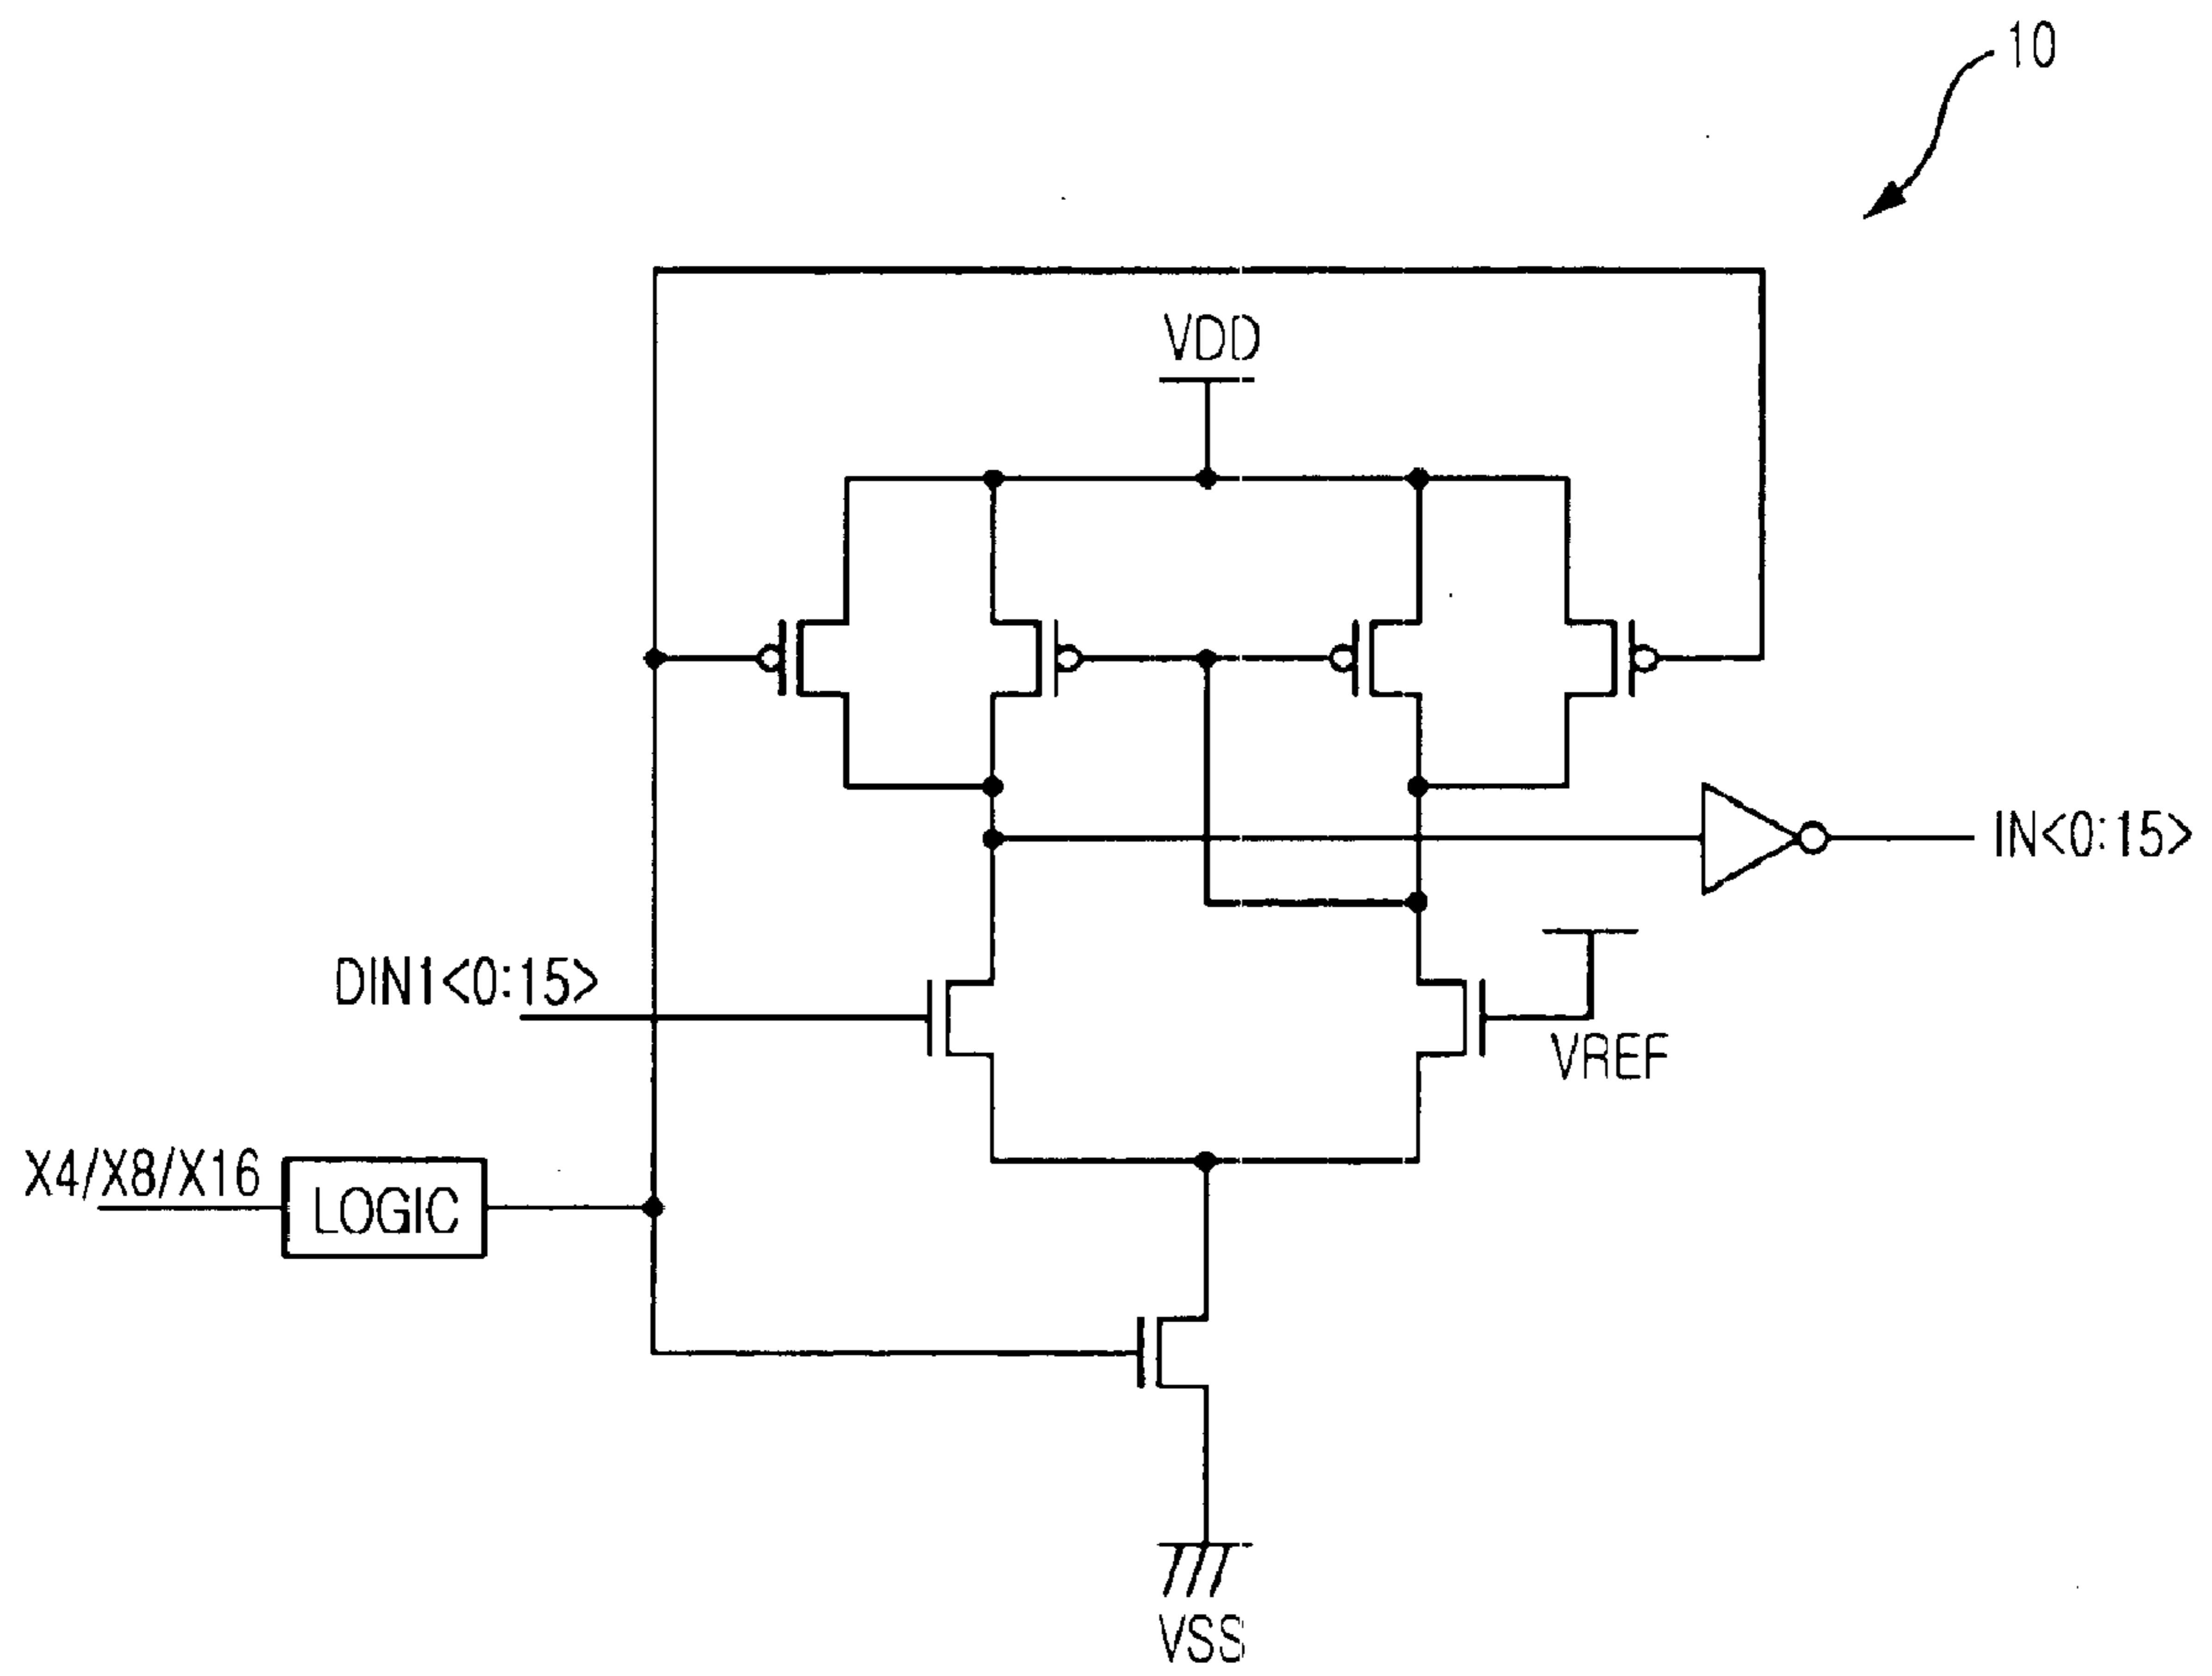 10
VDD
IN<0:15>
DIN1<0:15>
VREF
X4/X8/X16
LOGIC
VSS